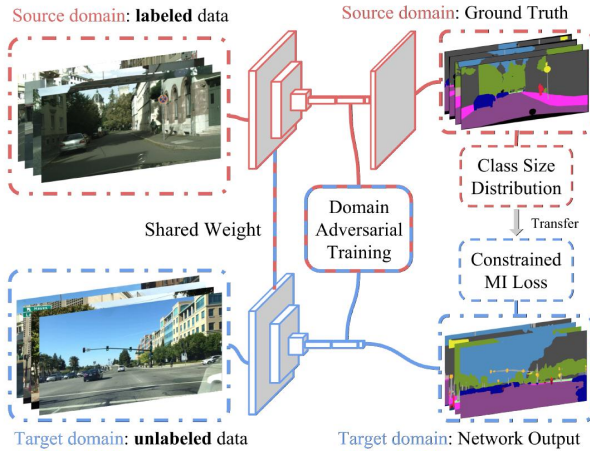 Source domain: labeled data
Source domain: Ground Truth
Class Size
Distribution
Transfer
Shared Weight
Domain
Adversarial
Training
Constrained
MI Loss
Target domain: unlabeled data
Target domain: Network Output